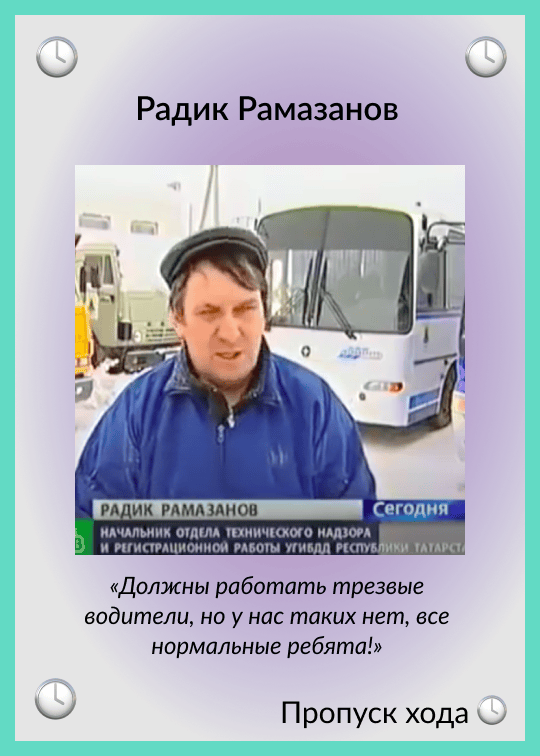 Радик Рамазанов
РАДИК РАМАЗАНОВ
Сегодня
НАЧАЛЬНИК ОТДЕЛА ТЕХНИЧЕСКОГО НАДЗОРА
И РЕГИСТРАЦИОННОЙ РАБОТЫ УГИБДД РЕСПУБЛИКИ ТАТАРСТА
«Должны работать трезвые
водители, но у нас таких нет, все
нормальные ребята!»
Пропуск хода